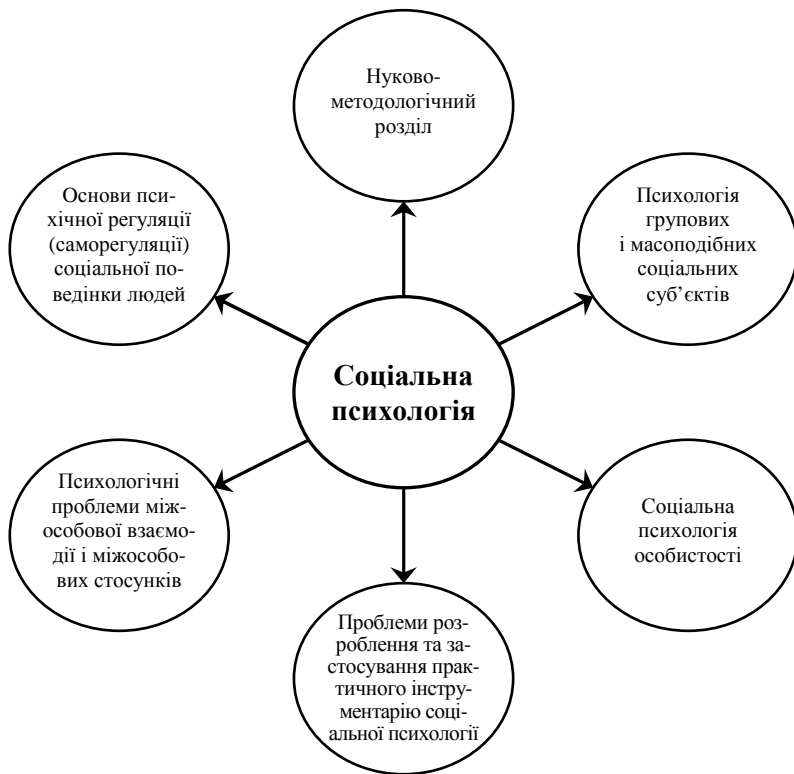 Нуково-
методологічний
розділ
Основи пси-
хічної регуляції
(саморегуляції)
соціальної по-
ведінки людей
Психологія
групових
і масоподібних
соціальних
суб’єктів
Соціальна
психологія
Психологічні
проблеми між-
особової взаємо-
дії і міжособо-
вих стосунків
Соціальна
психологія
особистості
Проблеми роз-
роблення та за-
стосування прак-
тичного інстру-
ментарію соці-
альної психології